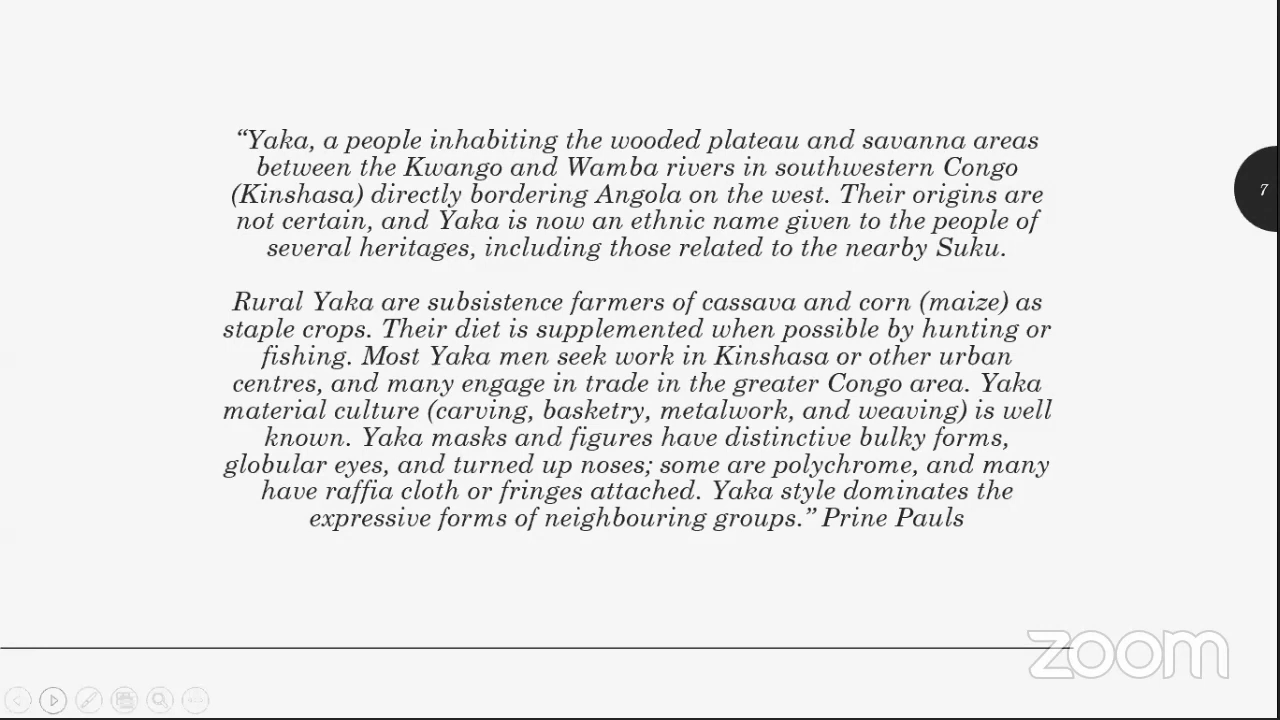 “Yaka, a people inhabiting the wooded plateau and savanna areas
between the Kwango and Wamba rivers in southwestern Congo
(Kinshasa) directly bordering Angola on the west. Their origins are
not certain, and Yaka is now an ethnic name given to the people of
several heritages, including those related to the nearby Suku.
Rural Yaka are subsistence farmers of cassava and corn (maize) as
staple crops. Their diet is supplemented when possible by hunting or
fishing. Most Yaka men seek work in Kinshasa or other urban
centres, and many engage in trade in the greater Congo area. Yaka
material culture (carving, basketry, metalwork, and weaving) is well
known. Yaka masks and figures have distinctive bulky forms,
globular eyes, and turned up noses; some are polychrome, and many
have raffia cloth or fringes attached. Yaka style dominates the
expressive forms of neighbouring groups.” Prine Pauls
7
zoom